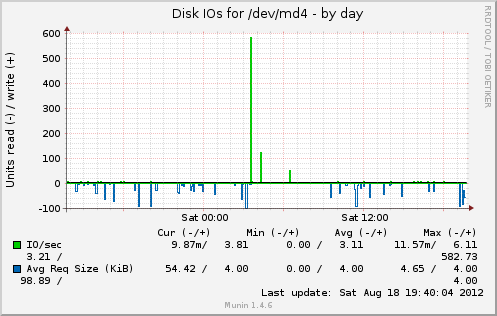 Disk IOs for /dev/md4 - by day
RRDTOOL / TOBI OETIKER
Units read (-) / write (+)
600
500
400
300
200
100
0
-100
Sat 00:00 Sat 12:00
Cur (-/+) Min (-/+) Avg (-/+) Max (-/+)
IO/sec 9.87m/ 3.81 0.00 / 3.11 11.57m/ 6.11
3.21 / 582.73
Avg Req Size (KiB) 54.42 / 4.00 0.00 / 4.00 4.65 / 4.00
98.89 / 4.00
Last update: Sat Aug 18 19:40:04 2012
Munin 1.4.6